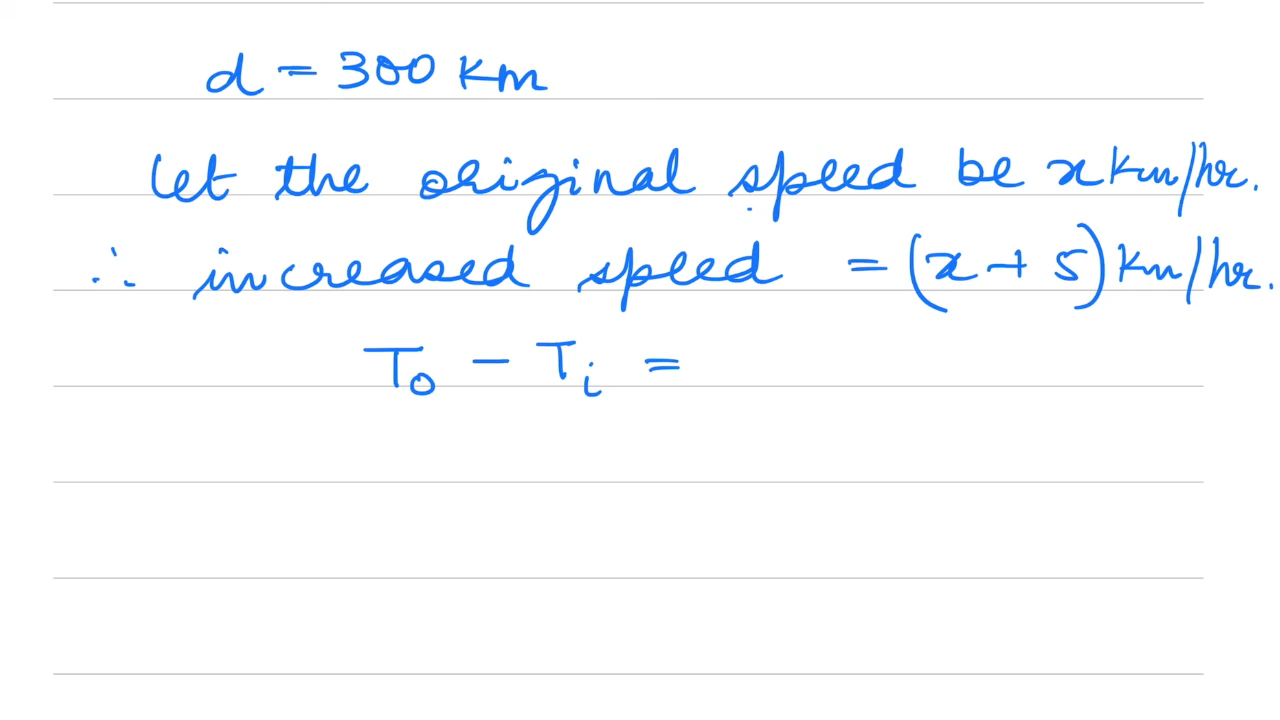 d = 300 km
Let the original speed be x km/hr.
∴ increased speed = (x + 5) km/hr.
T₀ - Tᵢ =